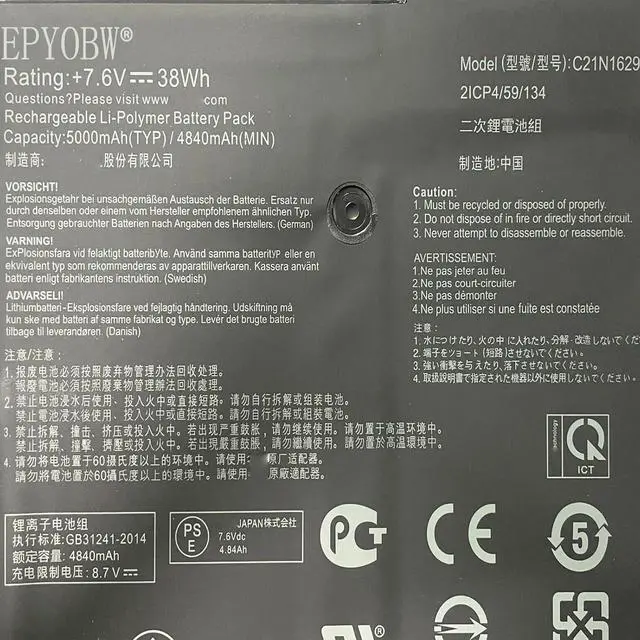 EPYOBW®
Rating:+7.6V⎓38Wh
Questions?Please visit www com
Rechargeable Li-Polymer Battery Pack
Capacity:5000mAh(TYP) / 4840mAh(MIN)
制造商: .股份有限公司
Model (型號/型号):C21N1629
2ICP4/59/134
二次鋰電池組
制造地:中国
VORSICHT!
Explosionsgetahr bei unsachgemäßen Austausch der Batterie. Ersatz nur
durch denselben oder einem vom Hersteller empfohlenem ähnlichen Typ.
Entsorgung gebrauchter Batterien nach Angaben des Herstellers. (German)
VARNING!
ExPlosionsfara vid felaktigt batteribYte. Använd samma batteritYP eller en
ekvivalent typ som rekommenderas av apparattillverkaren. Kassera använt
batteri enligt fabrikantens instruktion. (Swedish)
ADVARSELI!
Lithiumbatteri-Eksplosionsfare ved fejlagtig håndtering. Udskiftning må
kun ske med batteri af samme fabrikat og type. Levér det brugte batteri
tilbage til leverandøren. (Danish)
Caution:
1. Must be recycled or disposed of properly.
2. Do not dispose of in fire or directly short circuit.
3. Never attempt to disassemble or reassemble.
AVERTISSEMENT:
1.Ne pas jeter au feu
2.Ne pas court-circuiter
3.Ne pas démonter
4.Ne plus utiliser si une fuite est constatée
注意:
1. 水につけたり、火の中 に入れたり、分解·改造 しないでくだ
2. 端子をショート (短路) させないでください.
3. 強い衝撃を与えたり、落下させないでください.
4. 取扱説明書で指定された機器以外に使用しないでください.
注意/注意:
1. 报废电池必须按照废弃物管理办法回收处理。
報廢電池必須按照廢棄物管理辦法回收處理。
2. 禁止电池浸水后使用、投入火中或直接短路。请勿自行拆解或组装电池。
禁止電池浸水後使用、投入火中或直接短路。請勿自行拆解或組裝電池。
3. 禁止拆解、撞击、挤压或投入火中。若出现严重鼓胀,请勿继续使用。请勿置于高温环境中。
禁止拆解、撞擊、擠壓或投入火中。若出現嚴重鼓脹,請勿繼續使用。請勿置於高溫環境中。
4. 请勿将电池置于60摄氏度以上的环境中。请使用: 原厂适配器。
請勿將電池置於60攝氏度以上的環境中。請使用: 原廠適配器。
ICT
锂离子电池组
执行标准:GB31241-2014
额定容量: 4840mAh
充电限制电压: 8.7 V⎓
PS
E
JAPAN株式会社
7.6Vdc
4.84Ah
PG
CE
5